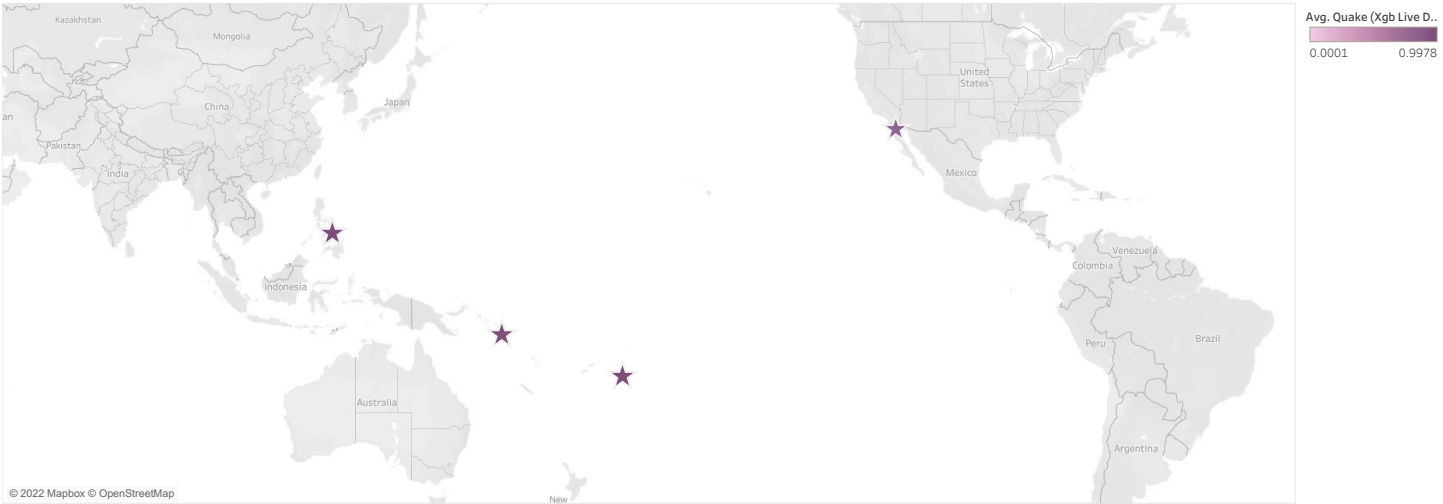 Avg. Quake (Xgb Live D..
0.0001 0.9978
Kazakhstan
Mongolia
China
Japan
an
Pakistan
India
Indonesia
Australia
New
United
States
Mexico
Venezuela
Colombia
Brazil
Peru
Argentina
© 2022 Mapbox © OpenStreetMap